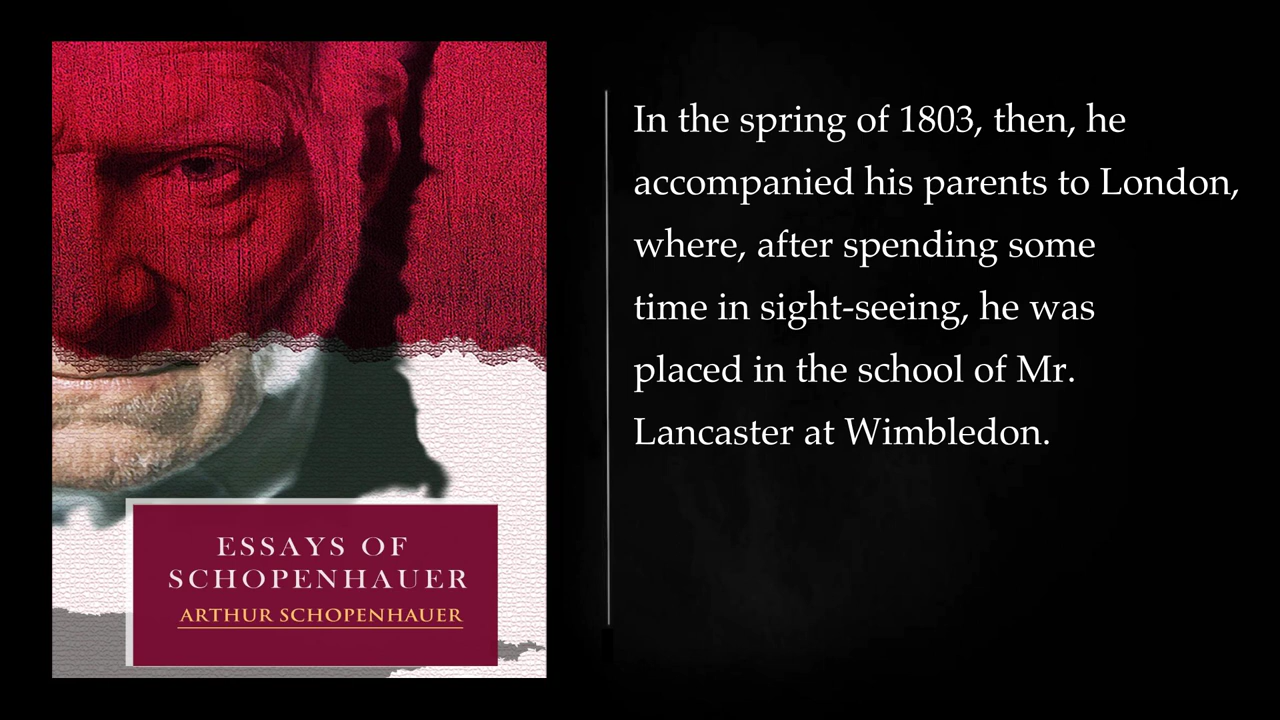 ESSAYS OF
SCHOPENHAUER
ARTHUR SCHOPENHAUER
In the spring of 1803, then, he
accompanied his parents to London,
where, after spending some
time in sight-seeing, he was
placed in the school of Mr.
Lancaster at Wimbledon.